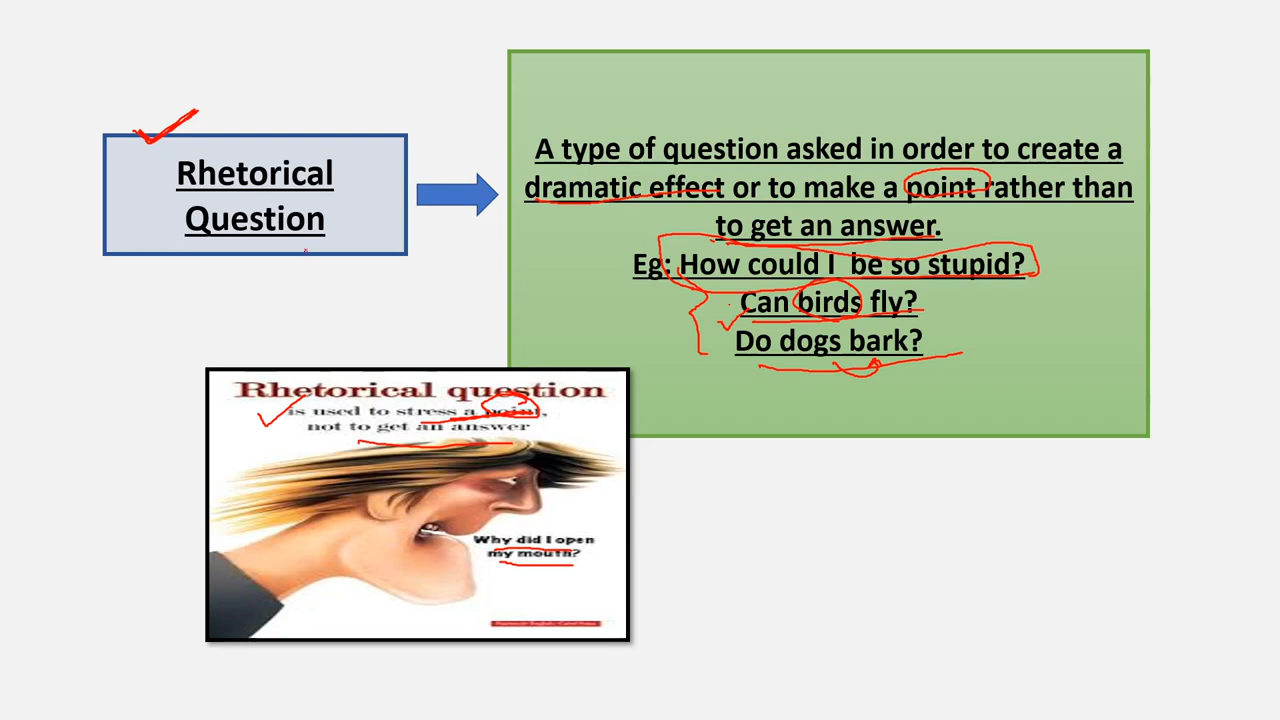 Rhetorical
Question
A type of question asked in order to create a
dramatic effect or to make a point rather than
to get an answer.
Eg: How could I be so stupid?
Can birds fly?
Do dogs bark?
Rhetorical question
is used to stress a point,
not to get an answer
Why did I open
my mouth?